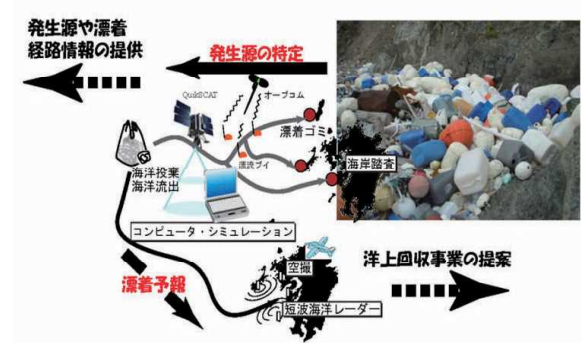 発生源や漂着
経路情報の提供
発生源の特定
QuikSCAT
オーブコム
漂流ブイ
漂着ゴミ
海岸踏査
海洋投棄
海洋流出
コンピュータ・シミュレーション
空撮
洋上回収事業の提案
漂着予報
短波海洋レーダー